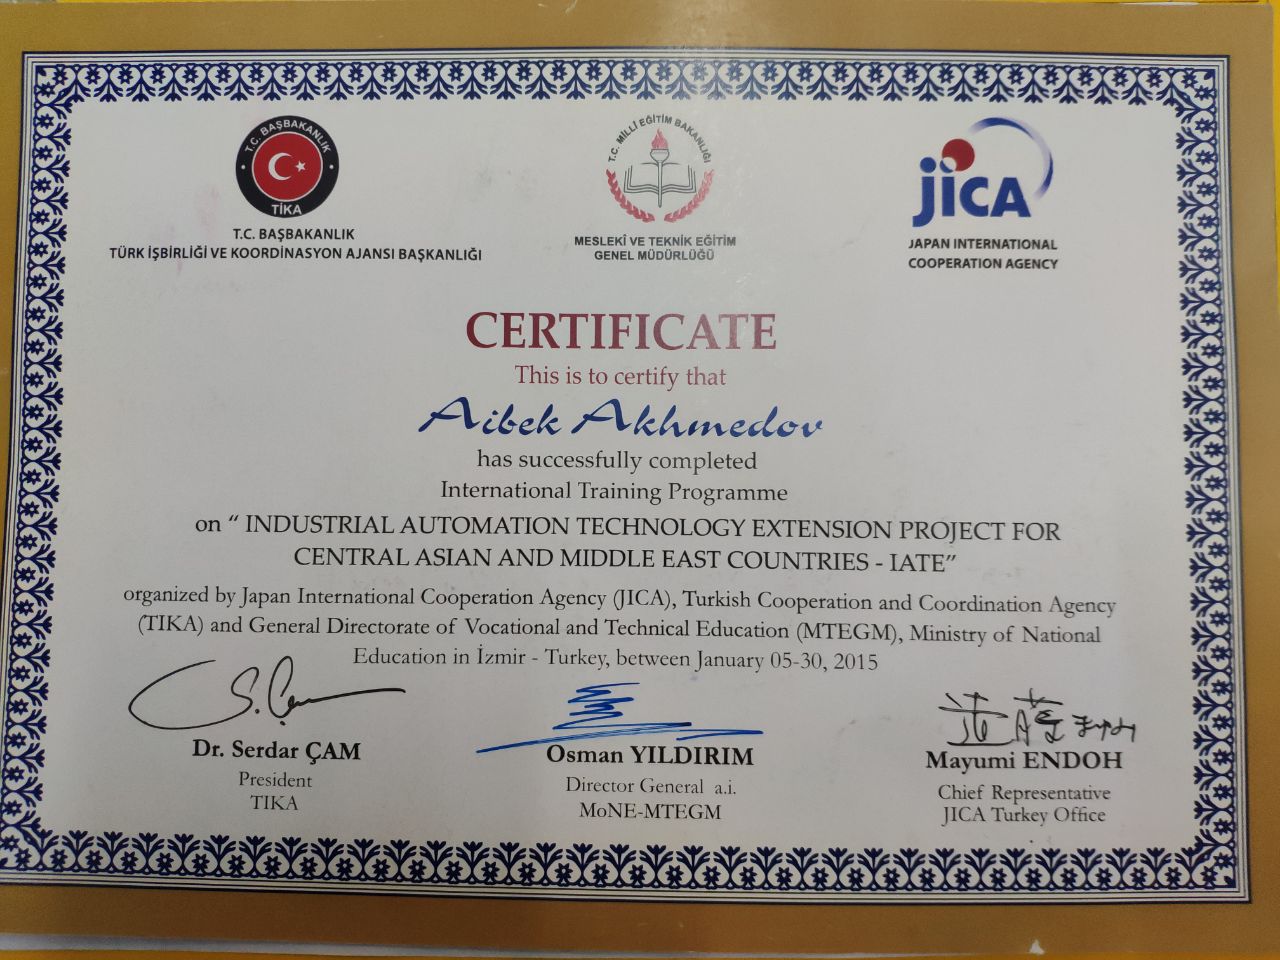 T.C. BAŞBAKANLIK
TİKA
T.C. BAŞBAKANLIK
TÜRK İŞBİRLİĞİ VE KOORDİNASYON AJANSI BAŞKANLIĞI
T.C. MİLLİ EĞİTİM BAKANLIĞI
MESLEKİ VE TEKNİK EĞİTİM
GENEL MÜDÜRLÜĞÜ
jICA
JAPAN INTERNATIONAL
COOPERATION AGENCY
CERTIFICATE
This is to certify that
Aibek Akhmedov
has successfully completed
International Training Programme
on “ INDUSTRIAL AUTOMATION TECHNOLOGY EXTENSION PROJECT FOR
CENTRAL ASIAN AND MIDDLE EAST COUNTRIES - IATE”
organized by Japan International Cooperation Agency (JICA), Turkish Cooperation and Coordination Agency
(TIKA) and General Directorate of Vocational and Technical Education (MTEGM), Ministry of National
Education in İzmir - Turkey, between January 05-30, 2015
S. Çam
Dr. Serdar ÇAM
President
TIKA
Osman YILDIRIM
Director General a.i.
MoNE-MTEGM
Mayumi ENDOH
Chief Representative
JICA Turkey Office